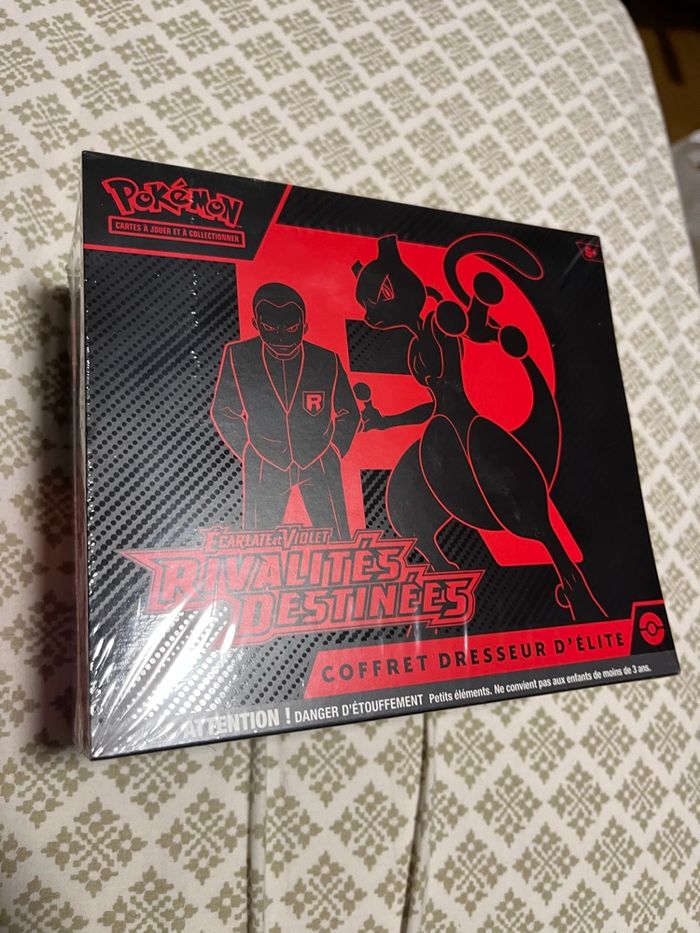 POKéMON
CARTES À JOUER ET À COLLECTIONNER
6+
R
ÉCARLATE ET VIOLET
RIVALITÉS
DESTINÉES
COFFRET DRESSEUR D'ÉLITE
ATTENTION ! DANGER D'ÉTOUFFEMENT Petits éléments. Ne convient pas aux enfants de moins de 3 ans.